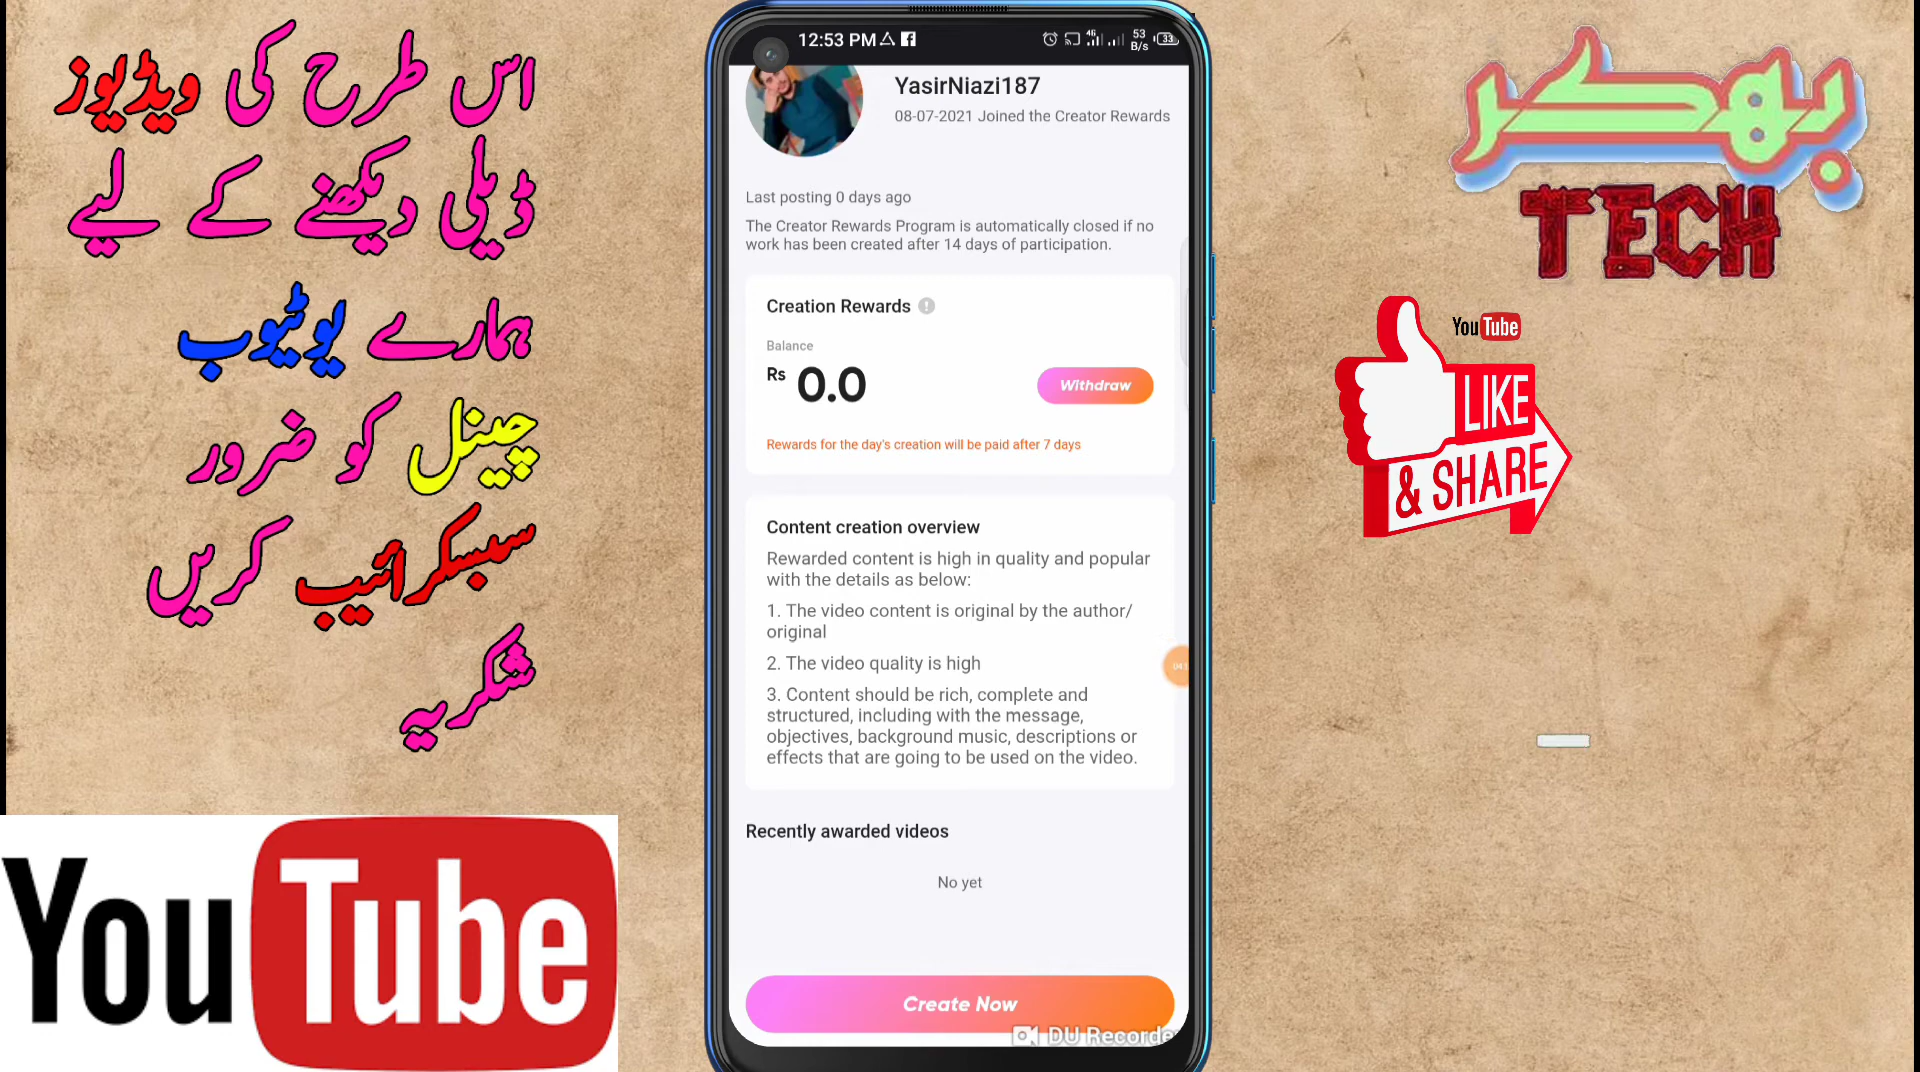 اس طرح کی ویڈیوز
ڈیلی دیکھنے کے لیے
ہمارے یوٹیوب
چینل کو ضرور
سبسکرائیب کریں
شکریہ
YouTube
12:53 PM
4G
53 B/s
33
YasirNiazi187
08-07-2021 Joined the Creator Rewards
Last posting 0 days ago
The Creator Rewards Program is automatically closed if no
work has been created after 14 days of participation.
Creation Rewards
Balance
Rs 0.0
Withdraw
Rewards for the day's creation will be paid after 7 days
Content creation overview
Rewarded content is high in quality and popular
with the details as below:
1. The video content is original by the author/
original
2. The video quality is high
3. Content should be rich, complete and
structured, including with the message,
objectives, background music, descriptions or
effects that are going to be used on the video.
Recently awarded videos
No yet
Create Now
DU Recorde
بھکر
TECH
YouTube
LIKE
& SHARE